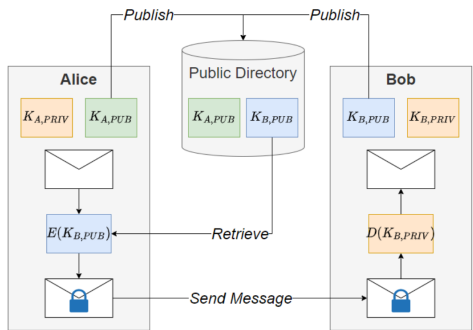 Publish Publish
Alice Public Directory Bob
K_{A,PRIV} K_{A,PUB} K_{A,PUB} K_{B,PUB} K_{B,PUB} K_{B,PRIV}
E(K_{B,PUB}) Retrieve D(K_{B,PRIV})
Send Message